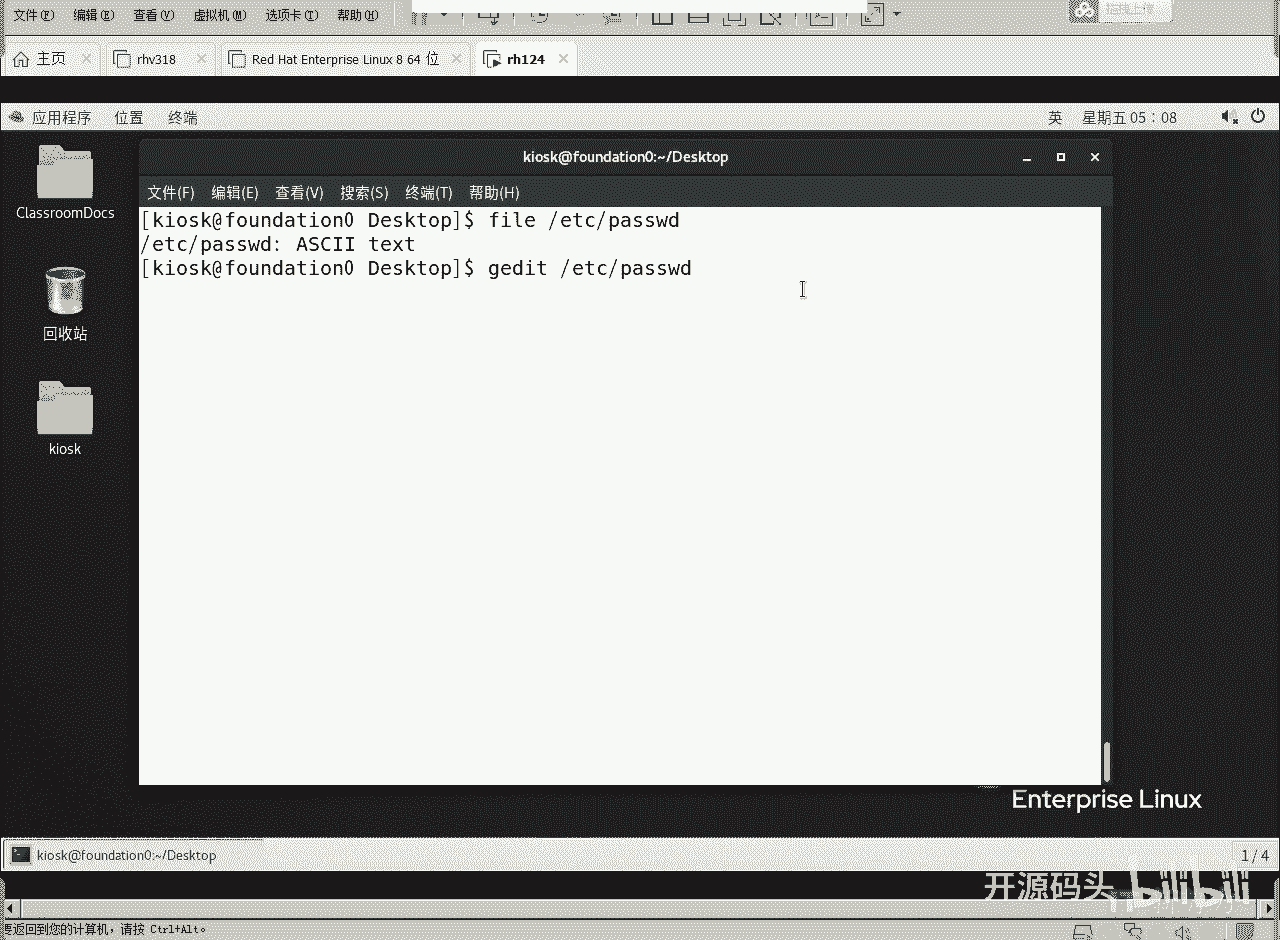 文件(F) 编辑(E) 查看(V) 虚拟机(M) 选项卡(T) 帮助(H)
拖拽上传
主页 rhv318 Red Hat Enterprise Linux 8 64 位 rh124
应用程序 位置 终端 英 星期五 05：08
kiosk@foundation0:~/Desktop
文件(F) 编辑(E) 查看(V) 搜索(S) 终端(T) 帮助(H)
[kiosk@foundation0 Desktop]$ file /etc/passwd
/etc/passwd: ASCII text
[kiosk@foundation0 Desktop]$ gedit /etc/passwd
ClassroomDocs
回收站
kiosk
Enterprise Linux
kiosk@foundation0:~/Desktop 1 / 4
开源码头 bilibili
要返回到您的计算机，请按 Ctrl+Alt。